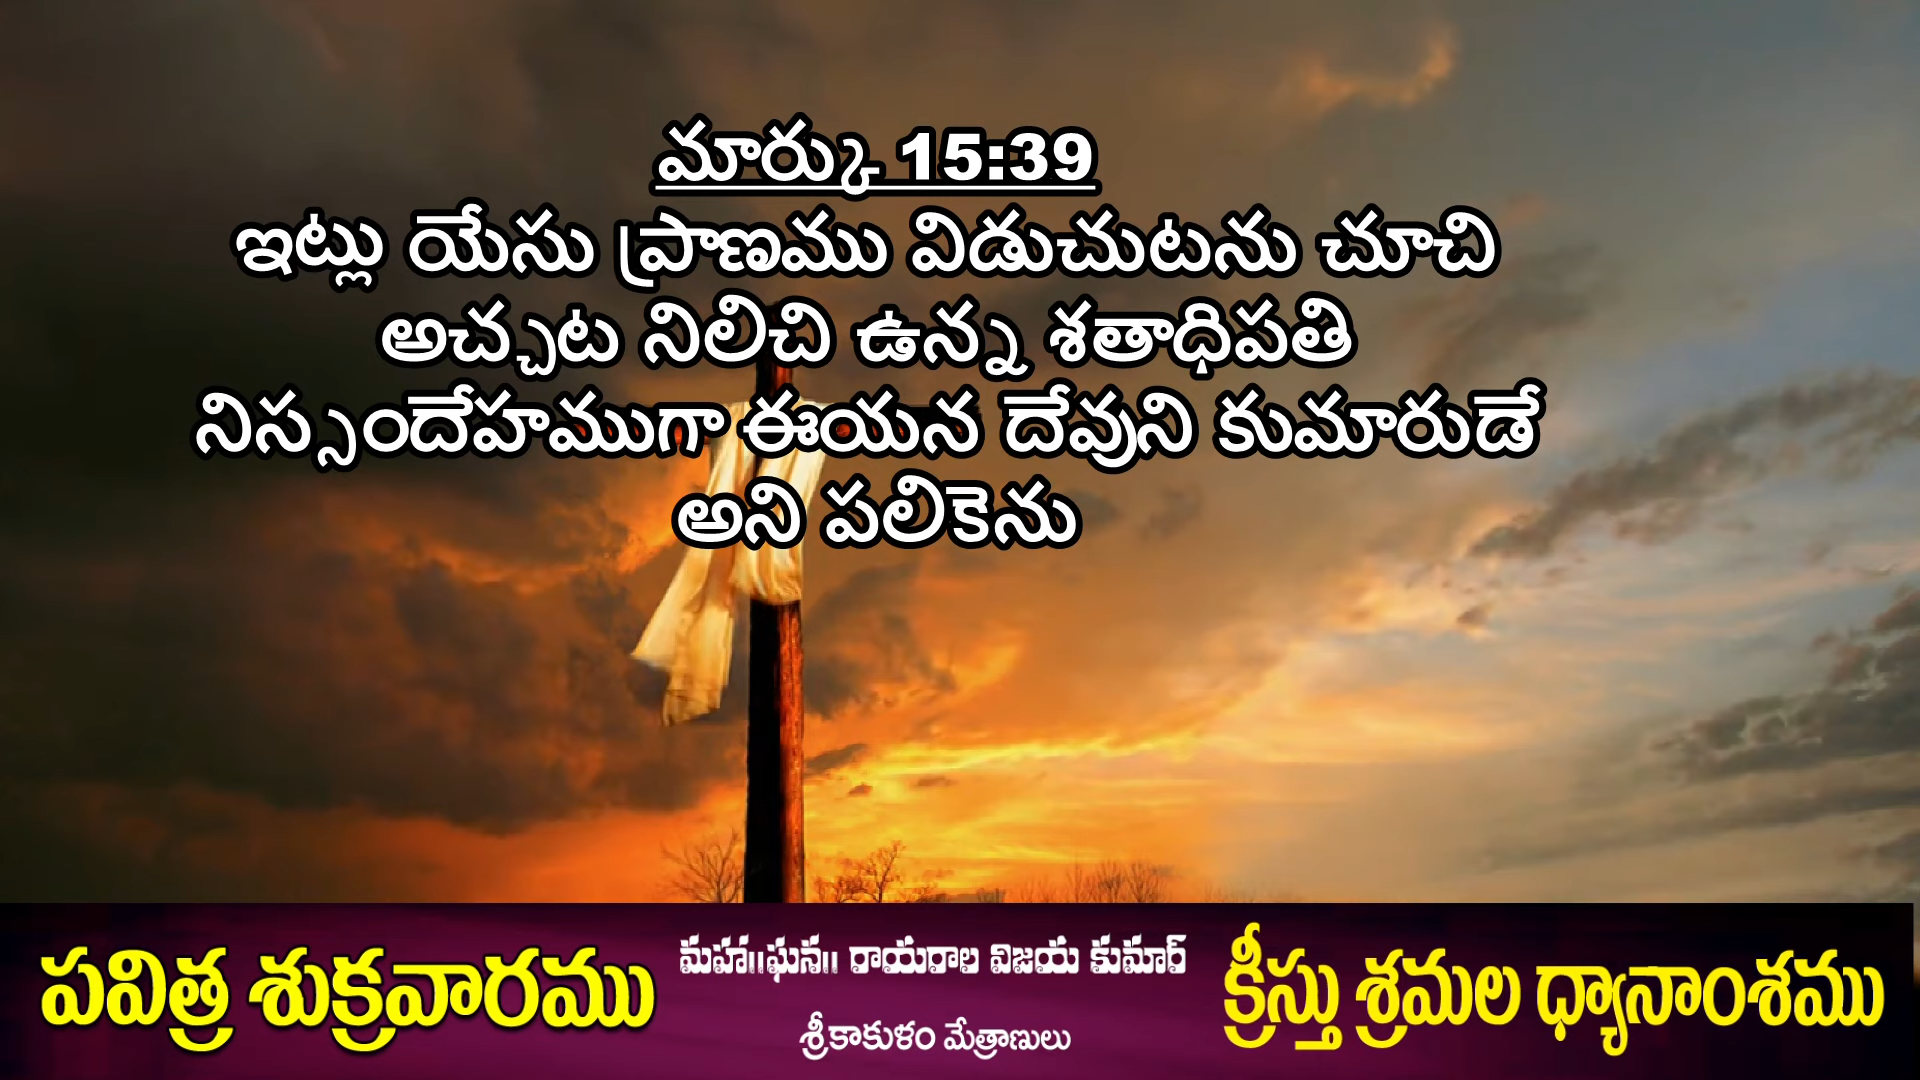 మార్కు 15:39
ఇట్లు యేసు ప్రాణము విడుచుటను చూచి
అచ్చట నిలిచి ఉన్న శతాధిపతి
నిస్సందేహముగా ఈయన దేవుని కుమారుడే
అని పలికెను
పవిత్ర శుక్రవారము
మహా॥ఘన॥ రాయరాల విజయ కుమార్
శ్రీకాకుళం మేత్రాణులు
క్రీస్తు శ్రమల ధ్యానాంశము